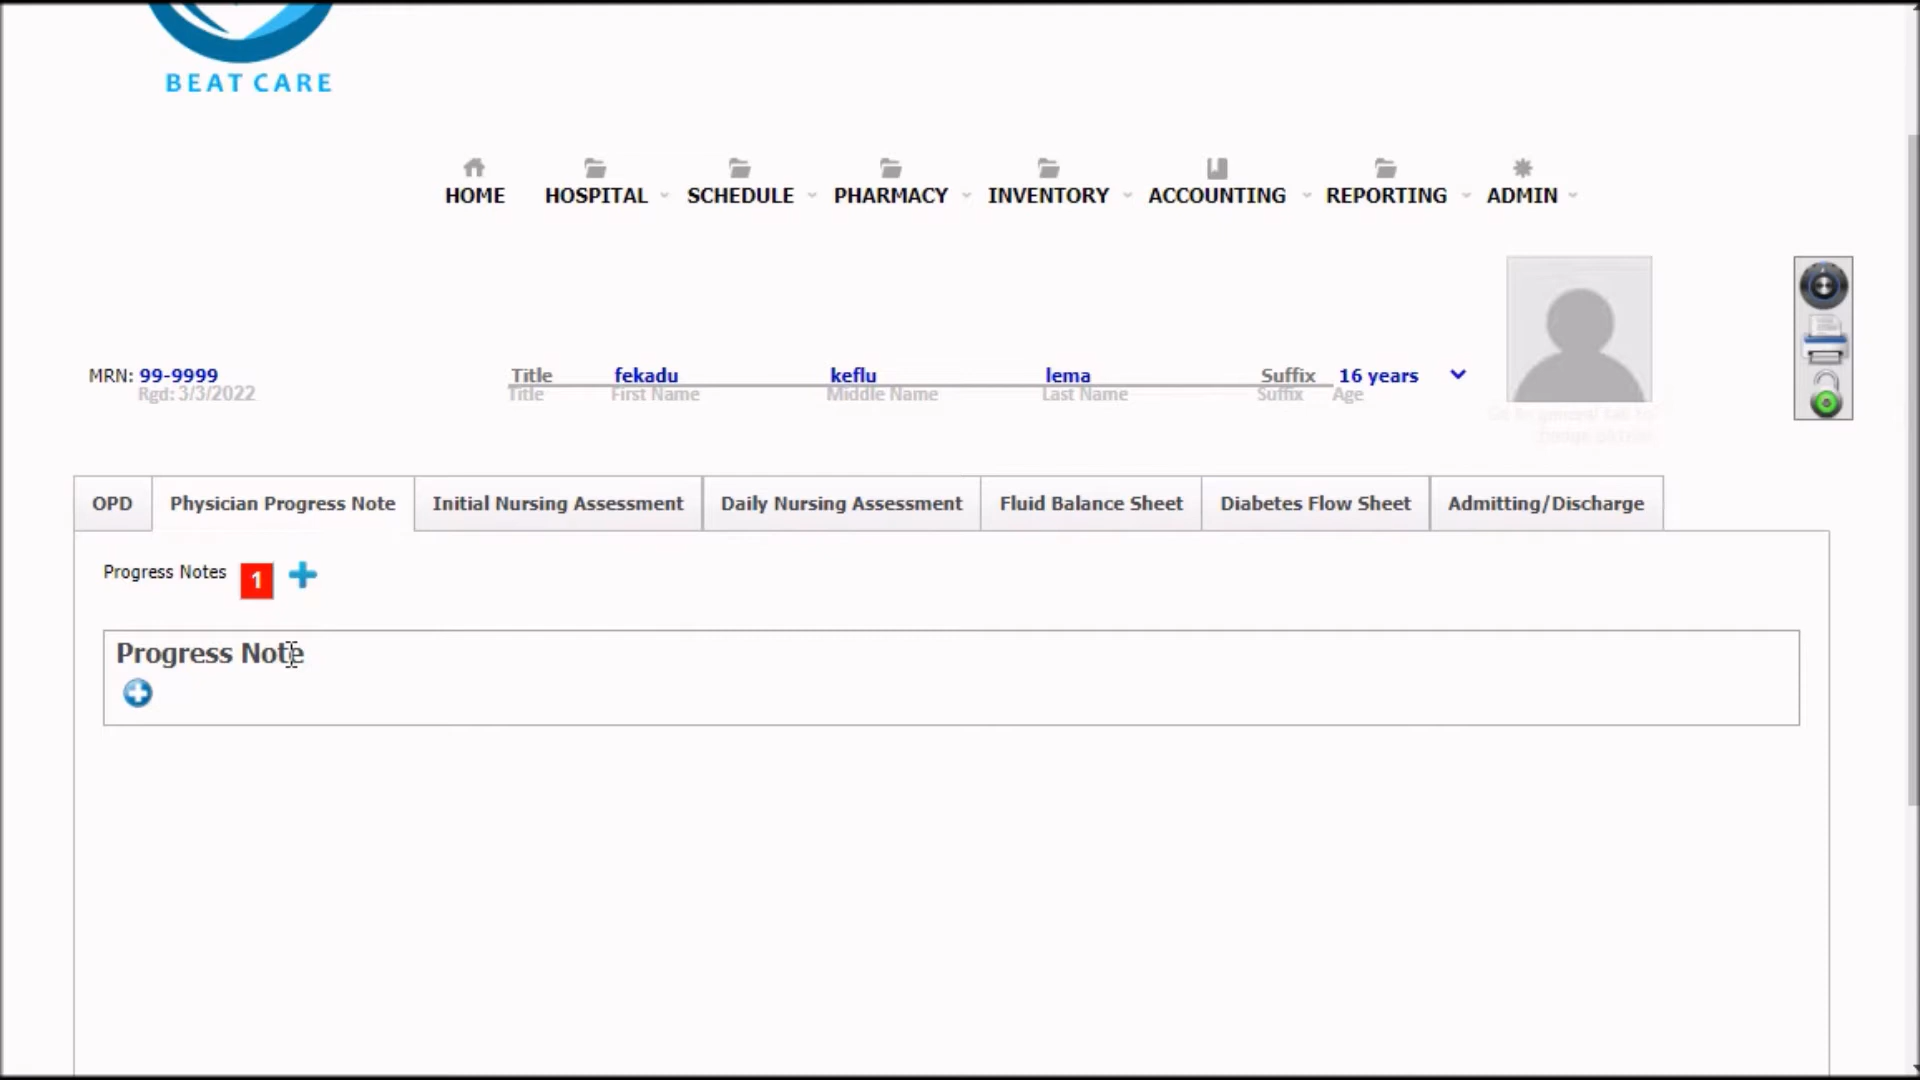 BEAT CARE
HOME HOSPITAL SCHEDULE PHARMACY INVENTORY ACCOUNTING REPORTING ADMIN
MRN: 99-9999 Title fekadu keflu lema Suffix 16 years
Rgd: 3/3/2022 Title First Name Middle Name Last Name Suffix Age
OPD Physician Progress Note Initial Nursing Assessment Daily Nursing Assessment Fluid Balance Sheet Diabetes Flow Sheet Admitting/Discharge
Progress Notes 1
Progress Note